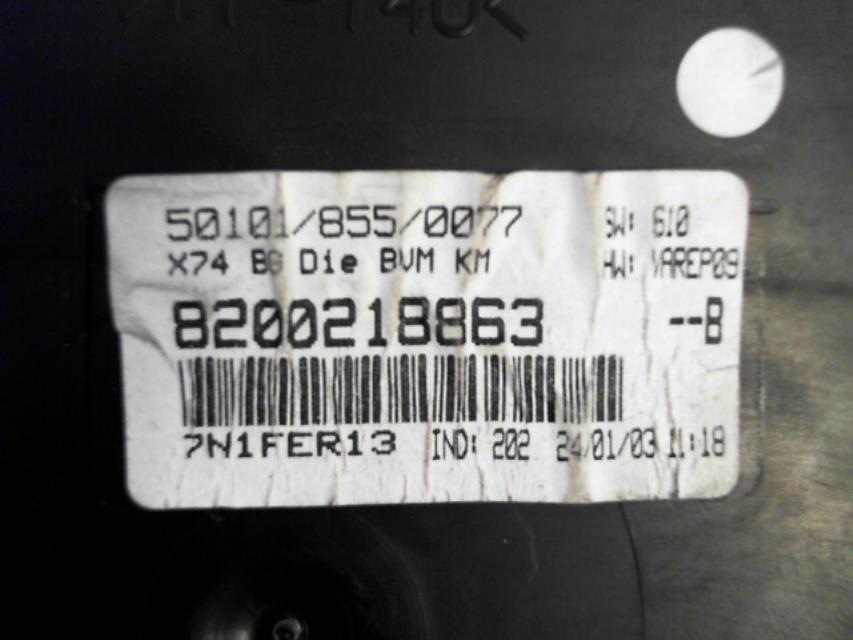 50101/855/0077 SW: 610
X74 BG Die BVM KM HW: VAREP09
8200218863 --B
7N1FER13 IND: 202 24/01/03 11:18